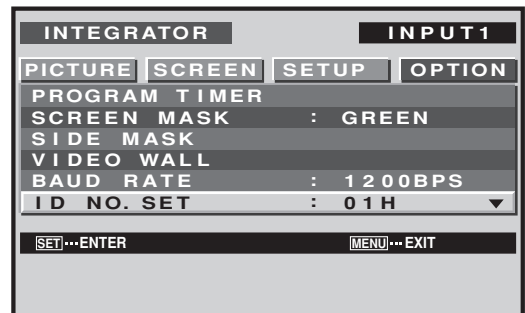 INTEGRATOR INPUT1
PICTURE SCREEN SETUP OPTION
PROGRAM TIMER
SCREEN MASK : GREEN
SIDE MASK
VIDEO WALL
BAUD RATE : 1200BPS
ID NO. SET : 01H ▼
SET···ENTER MENU···EXIT